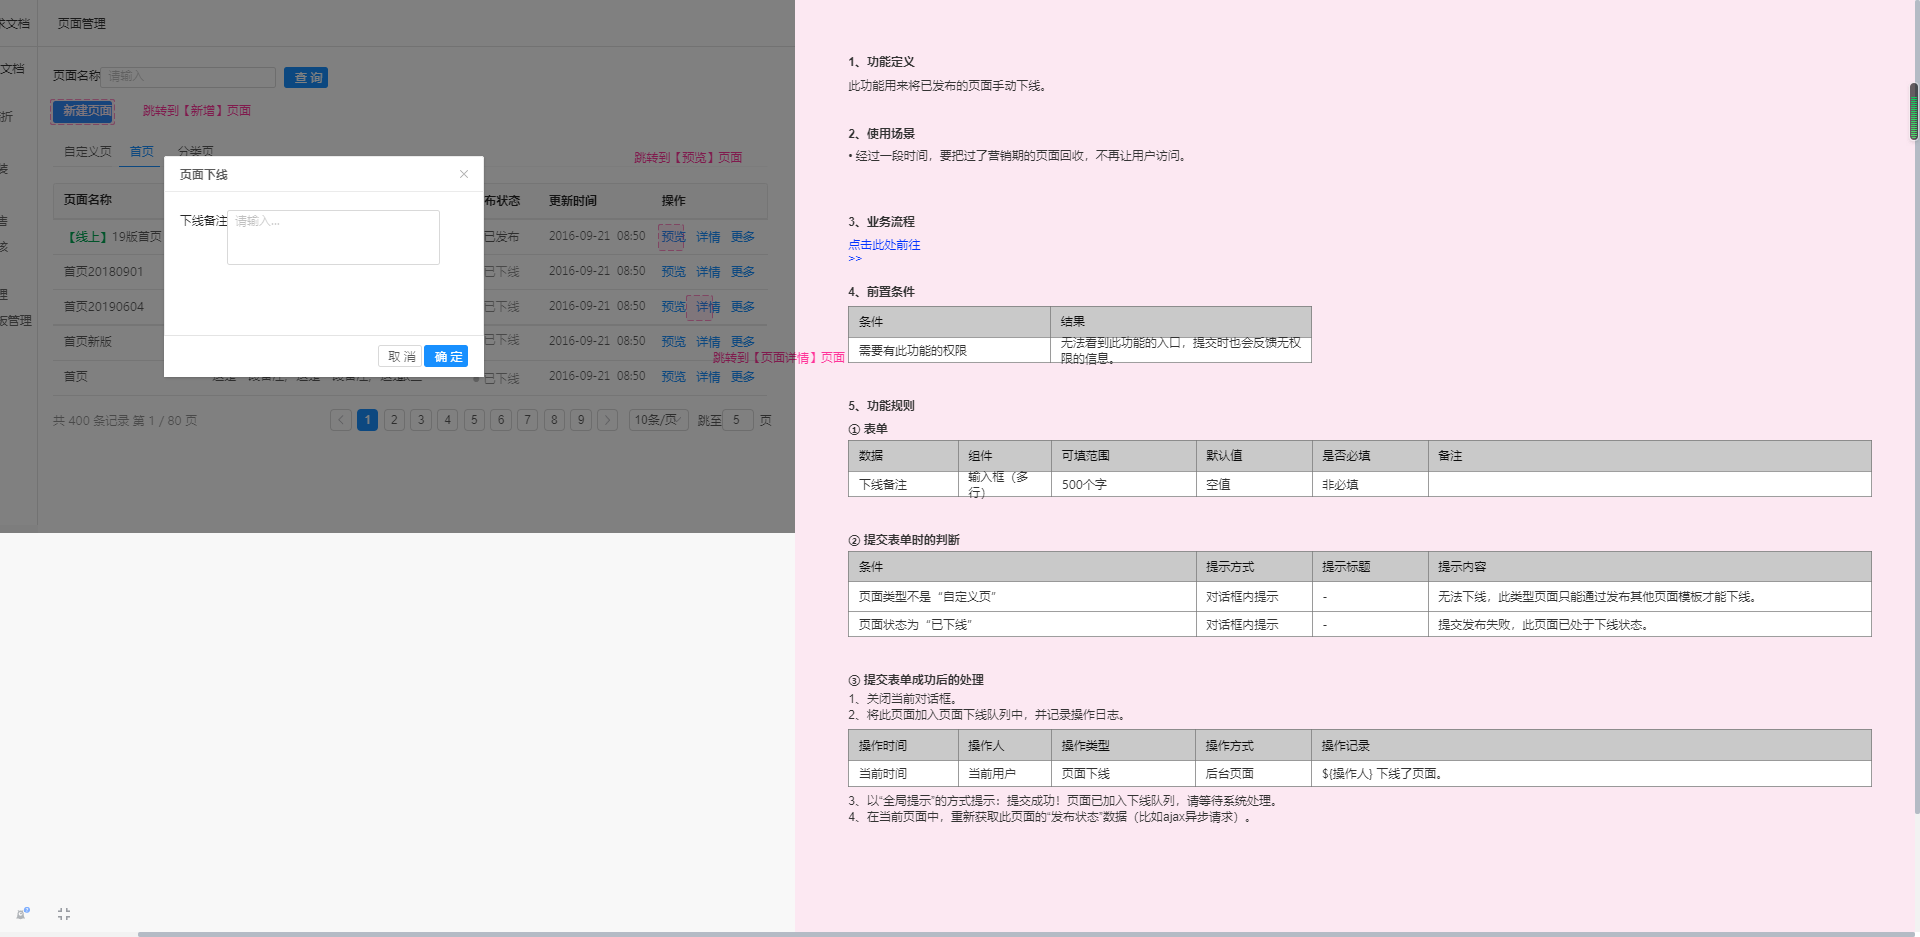 求文档
页面管理
文档
折
装
售
核
理
板管理
页面名称
请输入
查 询
新建页面
跳转到【新增】页面
自定义页 首页 分类页
跳转到【预览】页面
页面名称 布状态 更新时间 操作
【线上】19版首页 已发布 2016-09-21 08:50 预览 详情 更多
首页20180901 已下线 2016-09-21 08:50 预览 详情 更多
首页20190604 已下线 2016-09-21 08:50 预览 详情 更多
首页新版 已下线 2016-09-21 08:50 预览 详情 更多
跳转到【页面详情】页面
首页 已下线 2016-09-21 08:50 预览 详情 更多
共 400 条记录 第 1 / 80 页
1 2 3 4 5 6 7 8 9
10条/页
跳至 5 页
页面下线
下线备注
请输入...
取 消
确 定
1、功能定义
此功能用来将已发布的页面手动下线。
2、使用场景
• 经过一段时间，要把过了营销期的页面回收，不再让用户访问。
3、业务流程
点击此处前往
>>
4、前置条件
条件 结果
需要有此功能的权限 无法看到此功能的入口，提交时也会反馈无权
限的信息。
5、功能规则
① 表单
数据 组件 可填范围 默认值 是否必填 备注
下线备注 输入框（多
行） 500个字 空值 非必填
② 提交表单时的判断
条件 提示方式 提示标题 提示内容
页面类型不是“自定义页” 对话框内提示 - 无法下线，此类型页面只能通过发布其他页面模板才能下线。
页面状态为“已下线” 对话框内提示 - 提交发布失败，此页面已处于下线状态。
③ 提交表单成功后的处理
1、关闭当前对话框。
2、将此页面加入页面下线队列中，并记录操作日志。
操作时间 操作人 操作类型 操作方式 操作记录
当前时间 当前用户 页面下线 后台页面 ${操作人} 下线了页面。
3、以“全局提示”的方式提示：提交成功！页面已加入下线队列，请等待系统处理。
4、在当前页面中，重新获取此页面的“发布状态”数据（比如ajax异步请求）。